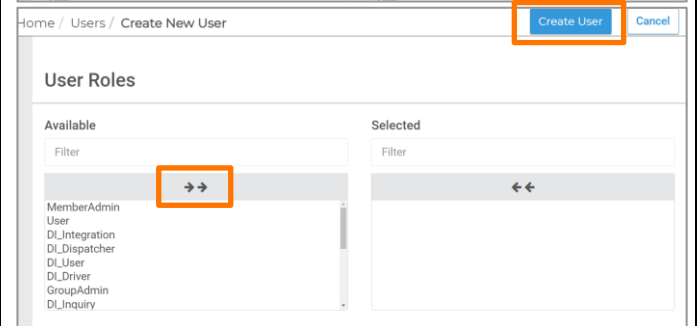 Home / Users / Create New User
Create User
Cancel
User Roles
Available
Selected
Filter
Filter
MemberAdmin
User
DI_Integration
DI_Dispatcher
DI_User
DI_Driver
GroupAdmin
DI_Inquiry